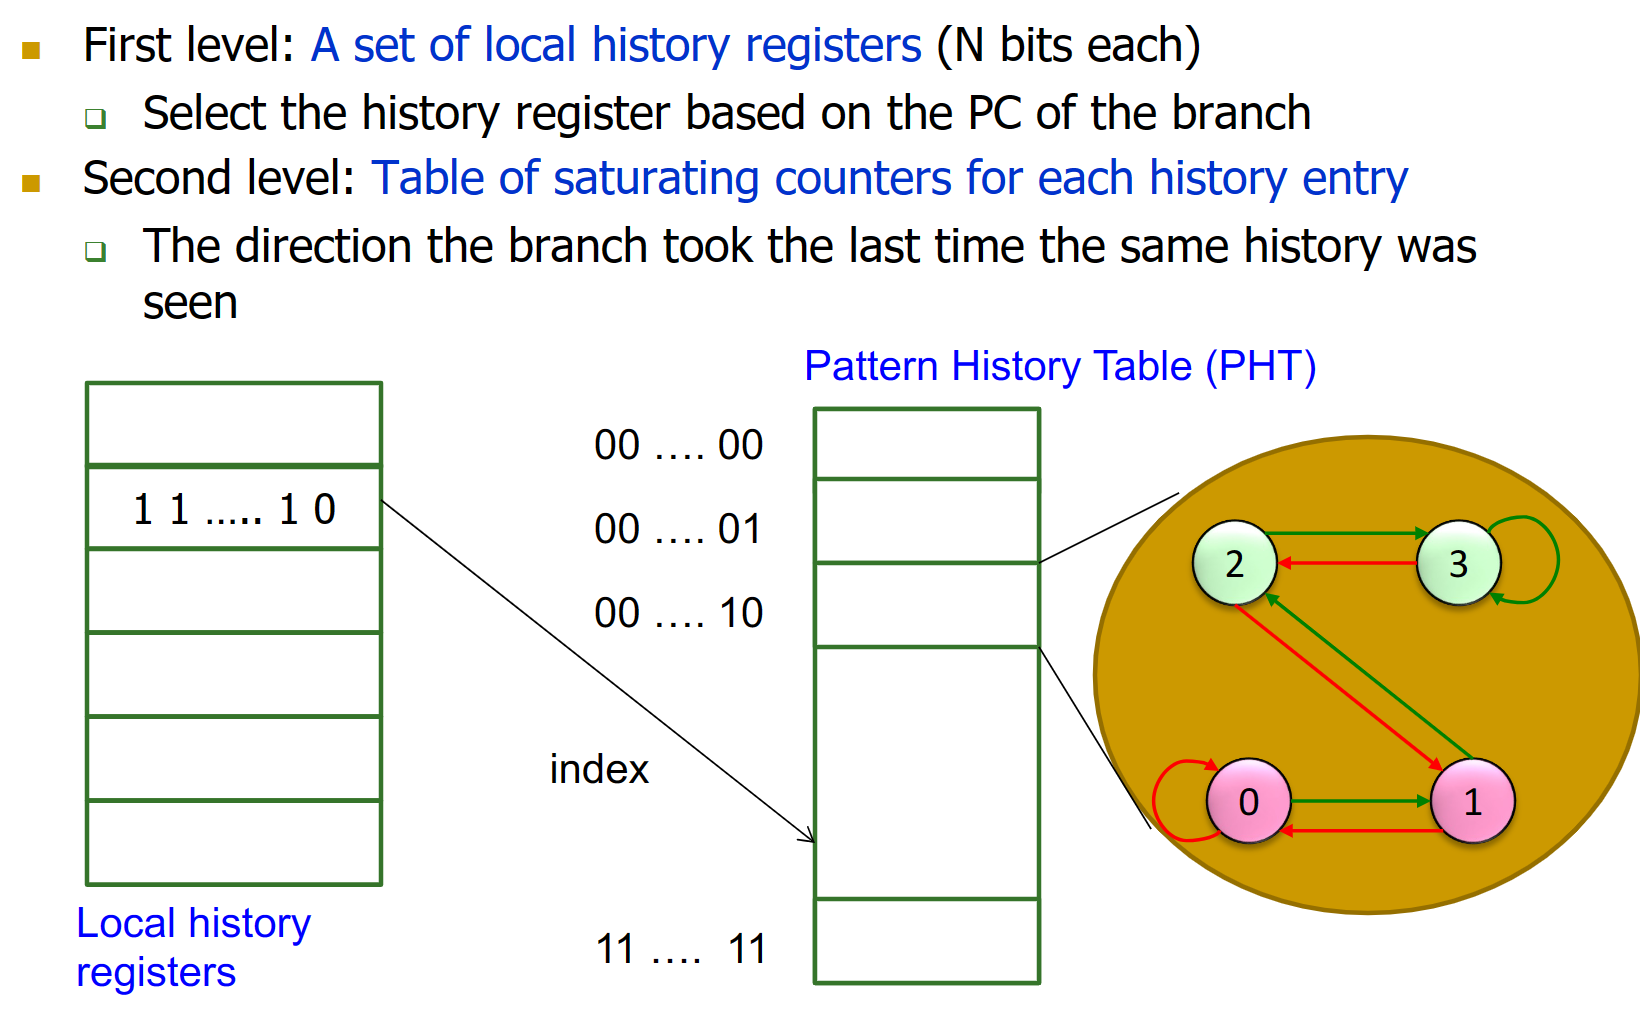 First level: A set of local history registers (N bits each)
Select the history register based on the PC of the branch
Second level: Table of saturating counters for each history entry
The direction the branch took the last time the same history was
seen
Pattern History Table (PHT)
00 .... 00
1 1 ..... 1 0
00 .... 01
00 .... 10
2
3
index
0
1
11 .... 11
Local history
registers